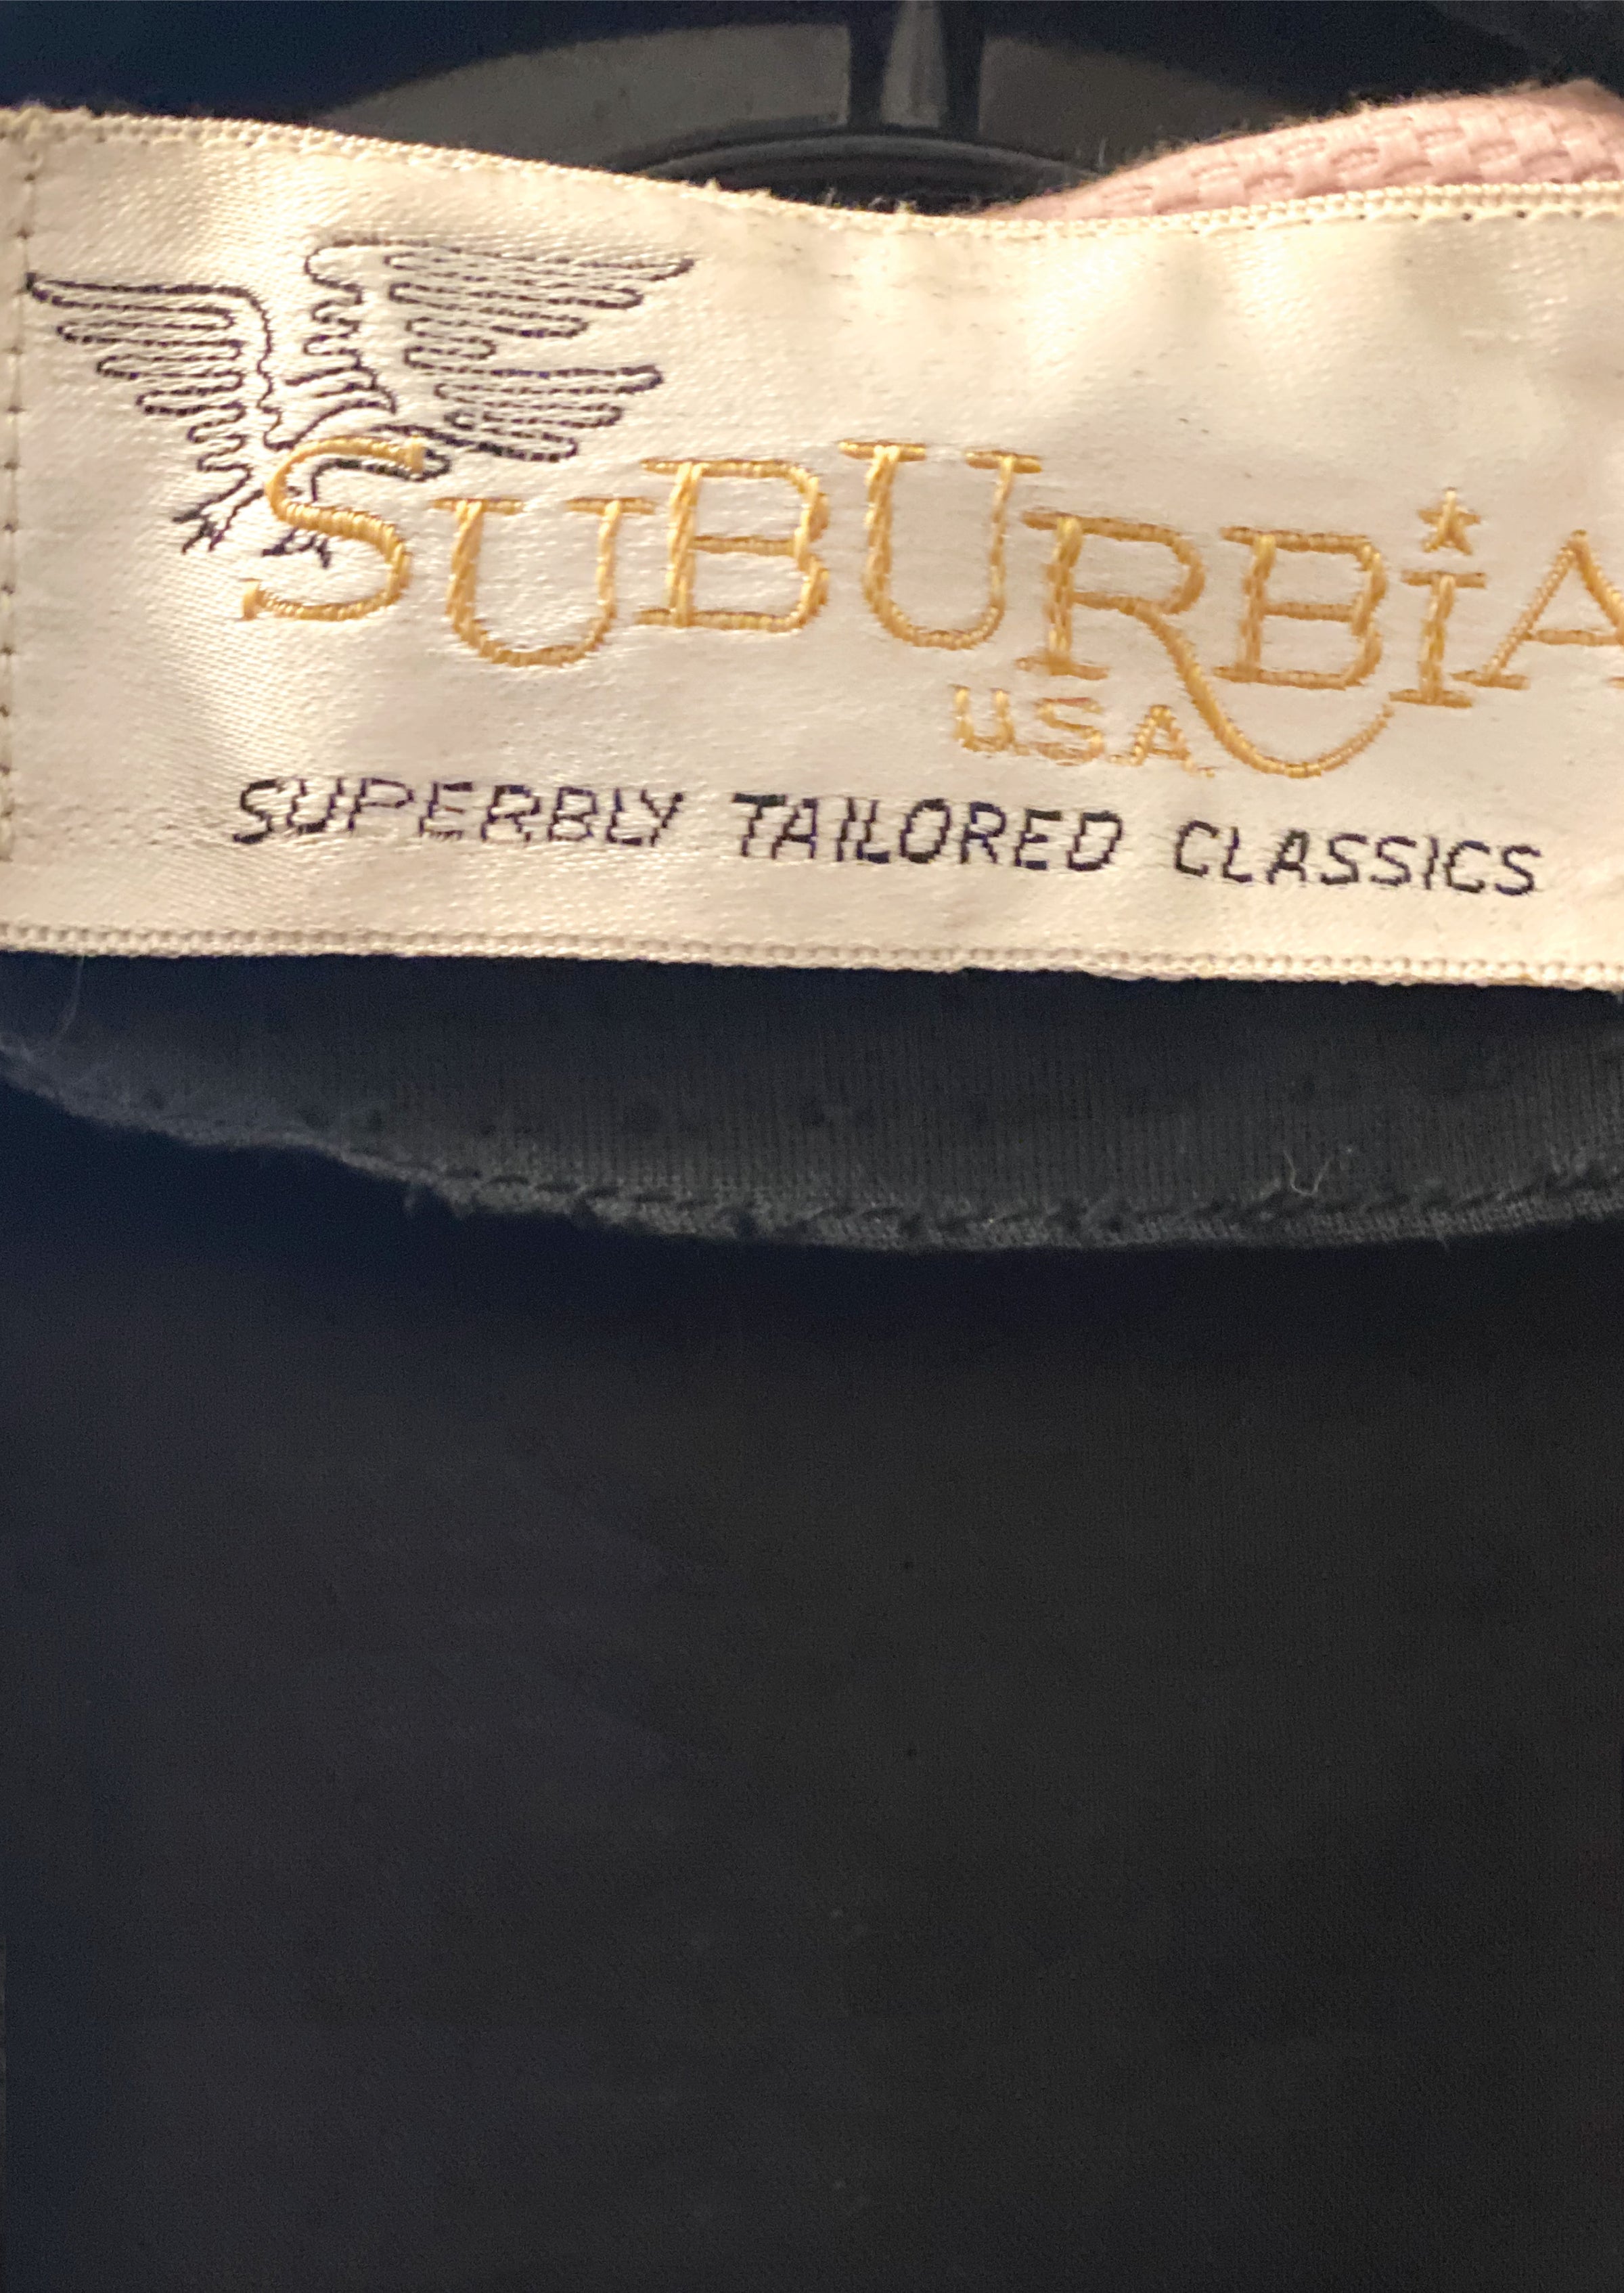 SUBURBiA
U.S.A.
SUPERBLY TAILORED CLASSICS